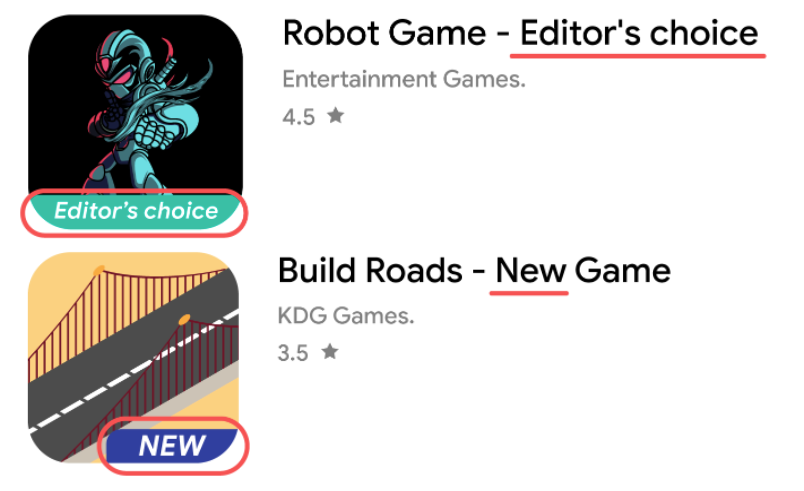 Robot Game - Editor's choice
Entertainment Games.
4.5 ★
Editor's choice
Build Roads - New Game
KDG Games.
3.5 ★
NEW